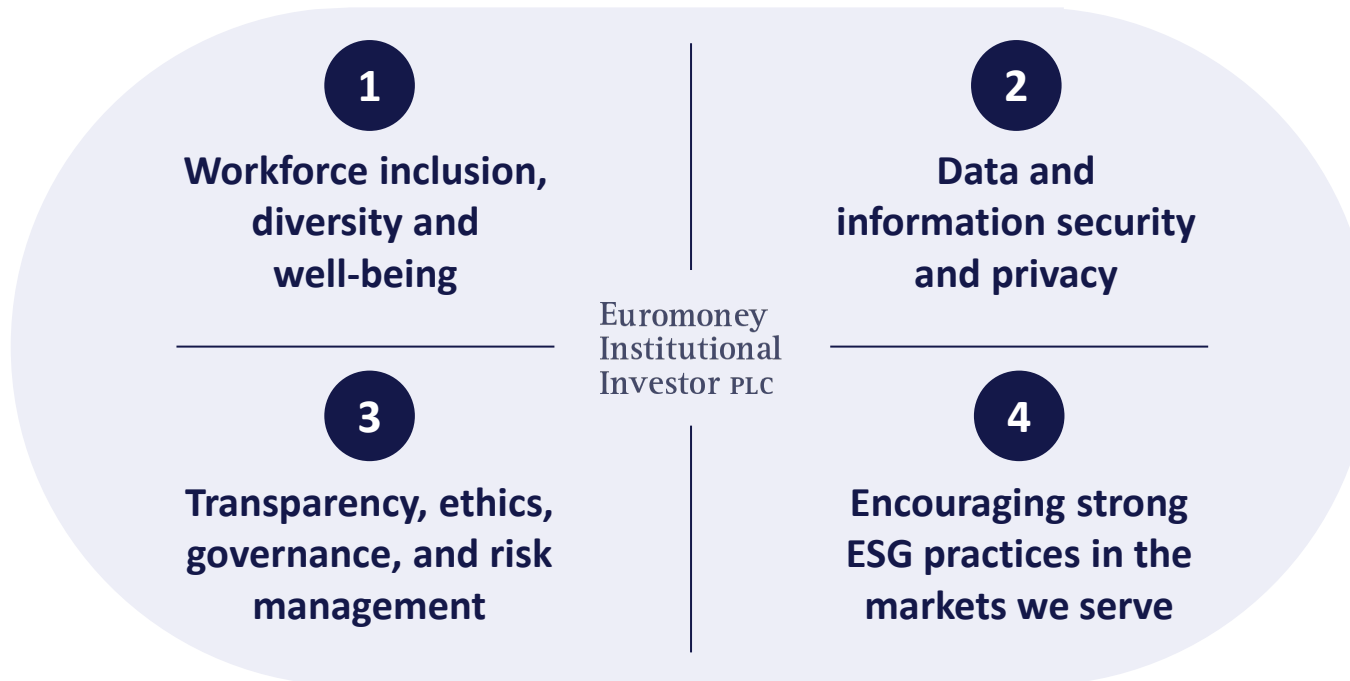 1
Workforce inclusion,
diversity and
well-being
2
Data and
information security
and privacy
Euromoney
Institutional
Investor PLC
3
Transparency, ethics,
governance, and risk
management
4
Encouraging strong
ESG practices in the
markets we serve